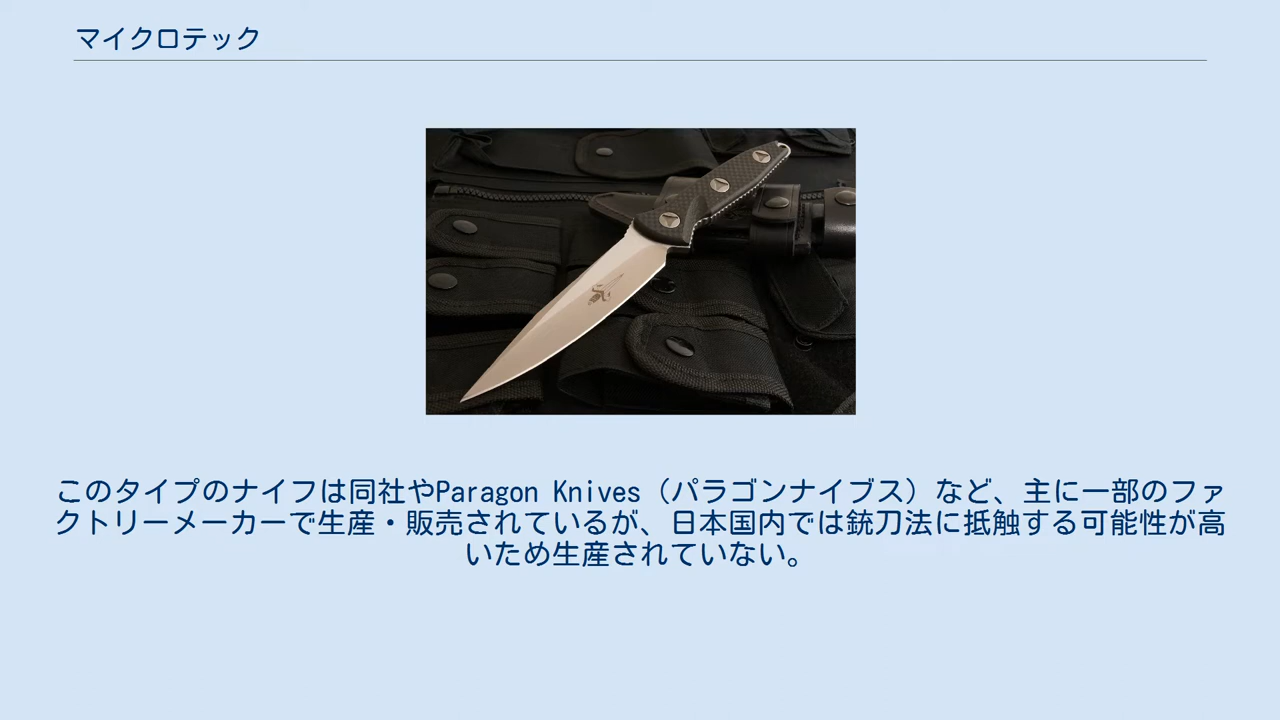 マイクロテック
このタイプのナイフは同社やParagon Knives（パラゴンナイブス）など、主に一部のファ
クトリーメーカーで生産・販売されているが、日本国内では銃刀法に抵触する可能性が高
いため生産されていない。